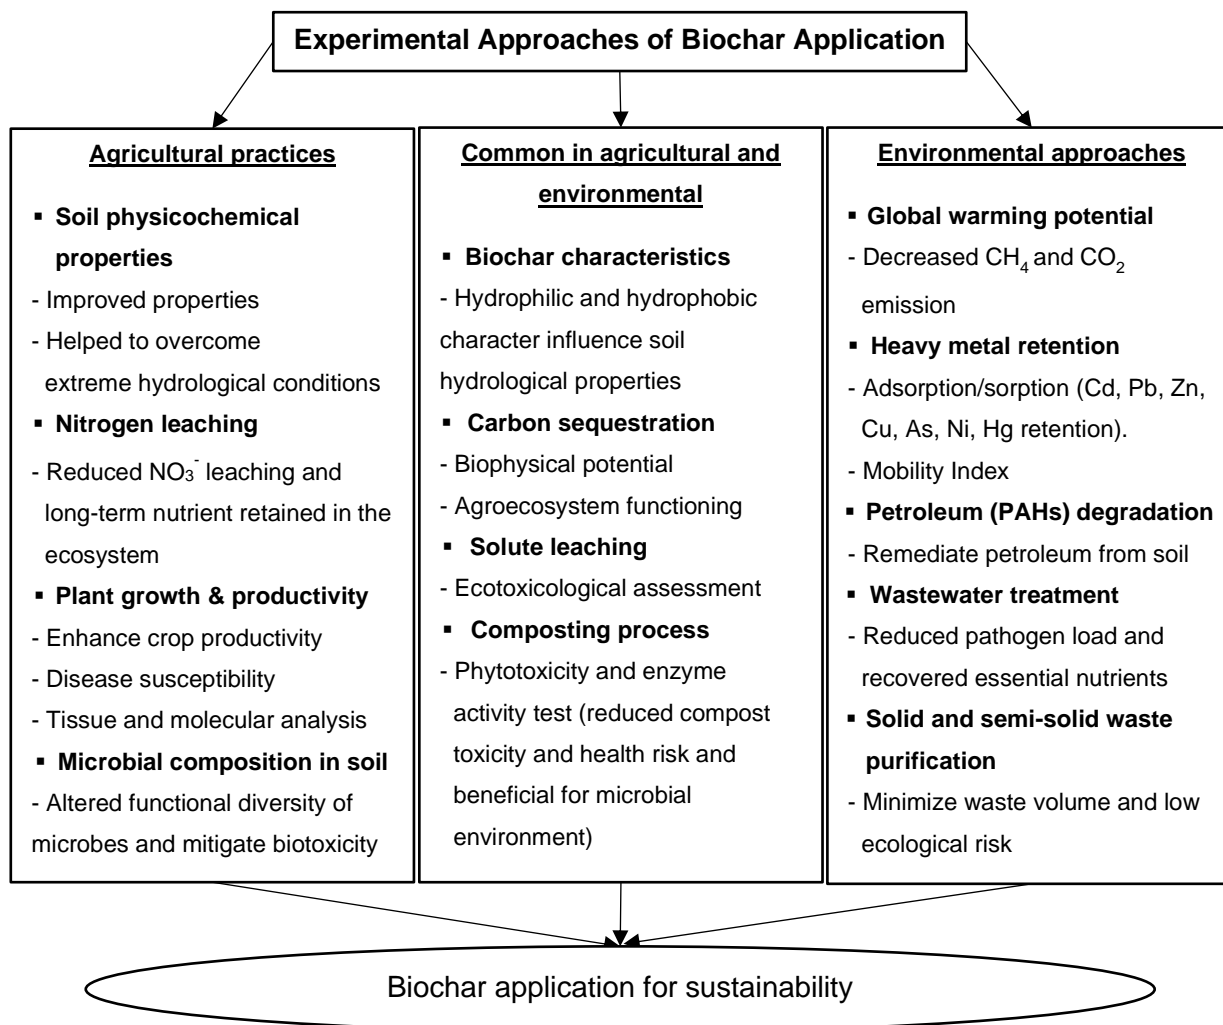 Experimental Approaches of Biochar Application
Agricultural practices
▪ Soil physicochemical
properties
- Improved properties
- Helped to overcome
extreme hydrological conditions
▪ Nitrogen leaching
- Reduced NO₃⁻ leaching and
long-term nutrient retained in the
ecosystem
▪ Plant growth & productivity
- Enhance crop productivity
- Disease susceptibility
- Tissue and molecular analysis
▪ Microbial composition in soil
- Altered functional diversity of
microbes and mitigate biotoxicity
Common in agricultural and
environmental
▪ Biochar characteristics
- Hydrophilic and hydrophobic
character influence soil
hydrological properties
▪ Carbon sequestration
- Biophysical potential
- Agroecosystem functioning
▪ Solute leaching
- Ecotoxicological assessment
▪ Composting process
- Phytotoxicity and enzyme
activity test (reduced compost
toxicity and health risk and
beneficial for microbial
environment)
Environmental approaches
▪ Global warming potential
- Decreased CH₄ and CO₂
emission
▪ Heavy metal retention
- Adsorption/sorption (Cd, Pb, Zn,
Cu, As, Ni, Hg retention).
- Mobility Index
▪ Petroleum (PAHs) degradation
- Remediate petroleum from soil
▪ Wastewater treatment
- Reduced pathogen load and
recovered essential nutrients
▪ Solid and semi-solid waste
purification
- Minimize waste volume and low
ecological risk
Biochar application for sustainability